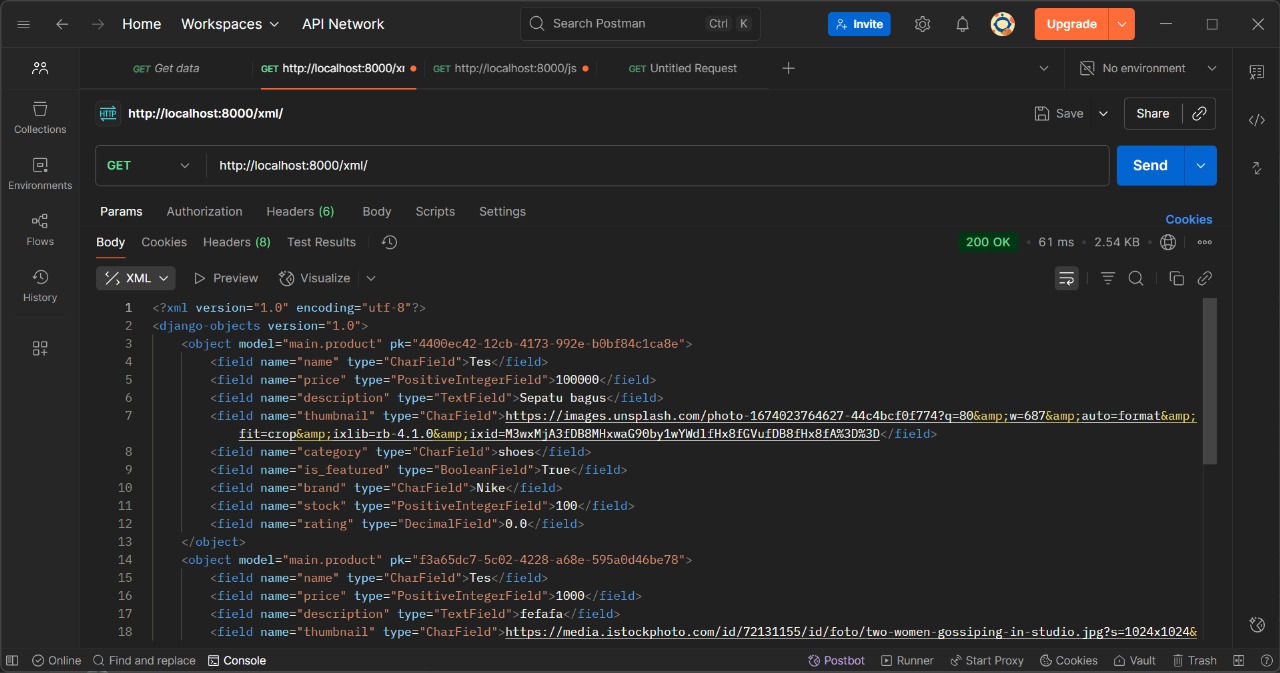 Home Workspaces API Network Search Postman Ctrl K Invite Upgrade
GET Get data GET http://localhost:8000/xr GET http://localhost:8000/js GET Untitled Request No environment
HTTP http://localhost:8000/xml/ Save Share
Collections
GET http://localhost:8000/xml/ Send
Environments
Params Authorization Headers (6) Body Scripts Settings
Cookies
Flows
Body Cookies Headers (8) Test Results 200 OK 61 ms 2.54 KB
History
XML Preview Visualize
1 <?xml version="1.0" encoding="utf-8"?>
2 <django-objects version="1.0">
3 <object model="main.product" pk="4400ec42-12cb-4173-992e-b0bf84c1ca8e">
4 <field name="name" type="CharField">Tes</field>
5 <field name="price" type="PositiveIntegerField">100000</field>
6 <field name="description" type="TextField">Sepatu bagus</field>
7 <field name="thumbnail" type="CharField">https://images.unsplash.com/photo-1674023764627-44c4bcf0f774?q=80&amp;w=687&amp;auto=format&amp;
fit=crop&amp;ixlib=rb-4.1.0&amp;ixid=M3wxMjA3fDB8MHxwaG90by1wYWdlfHx8fGVufDB8fHx8fA%3D%3D</field>
8 <field name="category" type="CharField">shoes</field>
9 <field name="is_featured" type="BooleanField">True</field>
10 <field name="brand" type="CharField">Nike</field>
11 <field name="stock" type="PositiveIntegerField">100</field>
12 <field name="rating" type="DecimalField">0.0</field>
13 </object>
14 <object model="main.product" pk="f3a65dc7-5c02-4228-a68e-595a0d46be78">
15 <field name="name" type="CharField">Tes</field>
16 <field name="price" type="PositiveIntegerField">1000</field>
17 <field name="description" type="TextField">fefafa</field>
18 <field name="thumbnail" type="CharField">https://media.istockphoto.com/id/72131155/id/foto/two-women-gossiping-in-studio.jpg?s=1024x1024&
Online Find and replace Console Postbot Runner Start Proxy Cookies Vault Trash